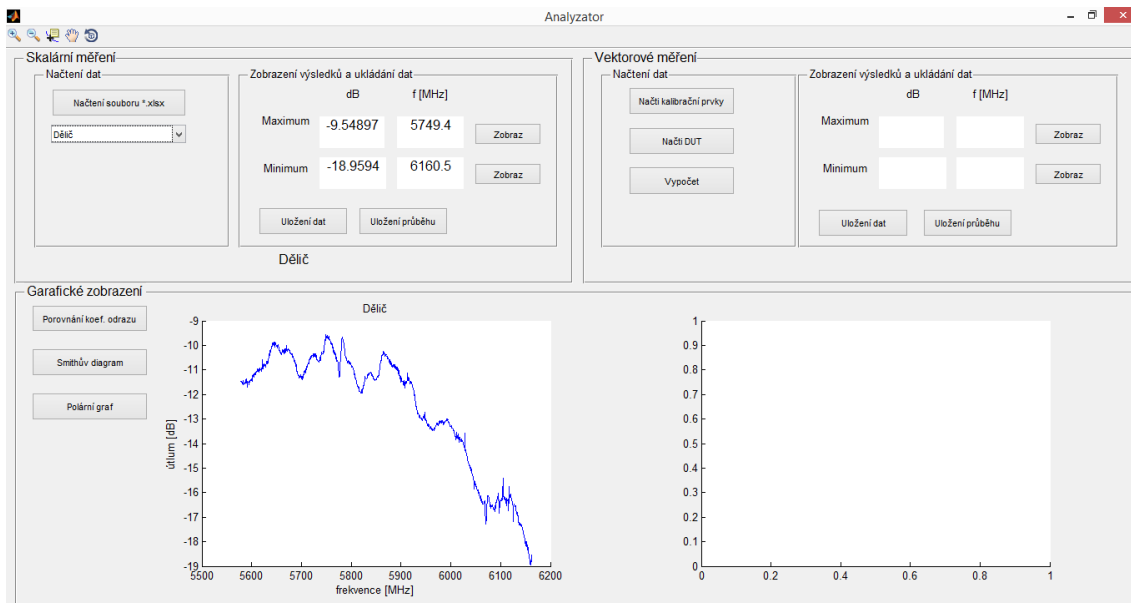 Analyzator
Skalární měření
Načtení dat
Načtení souboru *.xlsx
Dělič
Zobrazení výsledků a ukládání dat
dB f [MHz]
Maximum -9.54897 5749.4 Zobraz
Minimum -18.9594 6160.5 Zobraz
Uložení dat Uložení průběhu
Dělič
Vektorové měření
Načtení dat
Načti kalibrační prvky
Načti DUT
Vypočet
Zobrazení výsledků a ukládání dat
dB f [MHz]
Maximum Zobraz
Minimum Zobraz
Uložení dat Uložení průběhu
Garafické zobrazení
Porovnání koef. odrazu
Smithův diagram
Polární graf
Dělič
-9
-10
-11
-12
-13
-14
-15
-16
-17
-18
-19
útlum [dB]
5500 5600 5700 5800 5900 6000 6100 6200
frekvence [MHz]
1
0.9
0.8
0.7
0.6
0.5
0.4
0.3
0.2
0.1
0
0 0.2 0.4 0.6 0.8 1